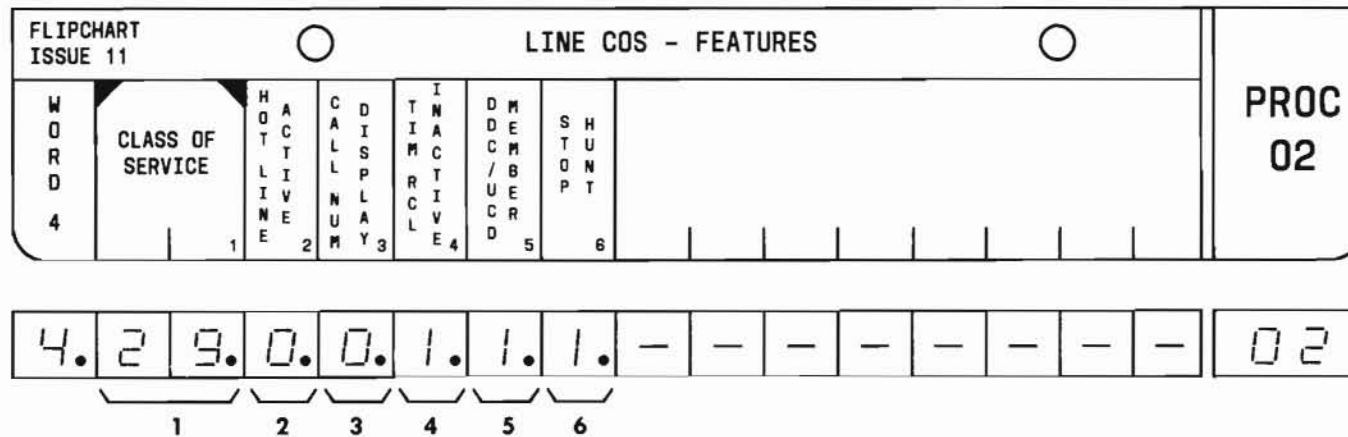 FLIPCHART
ISSUE 11
LINE COS - FEATURES
PROC
02
WORD 4
CLASS OF
SERVICE
1
HOT LINE
ACTIVE
2
CALL NUM
DISPLAY
3
TIM RCL
INACTIVE
4
DDC/UCD
MEMBER
5
STOP
HUNT
6
4. 29. 0. 0. 1. 1. 1. - - - - - - - - 02
1 2 3 4 5 6